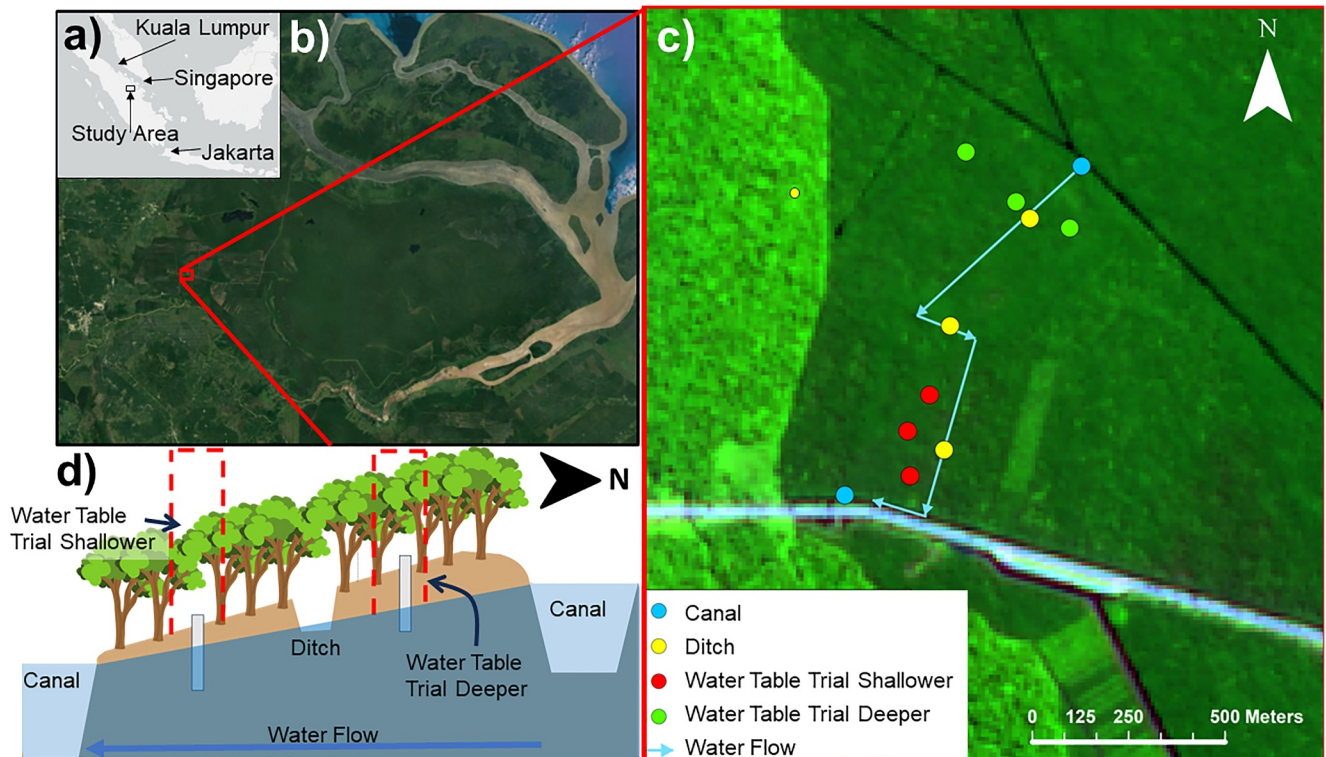 a)
Kuala Lumpur
Singapore
Study Area
Jakarta
b)
c)
N
Canal
Ditch
Water Table Trial Shallower
Water Table Trial Deeper
Water Flow
0 125 250 500 Meters
d)
N
Water Table
Trial Shallower
Canal
Ditch
Water Table
Trial Deeper
Canal
Water Flow